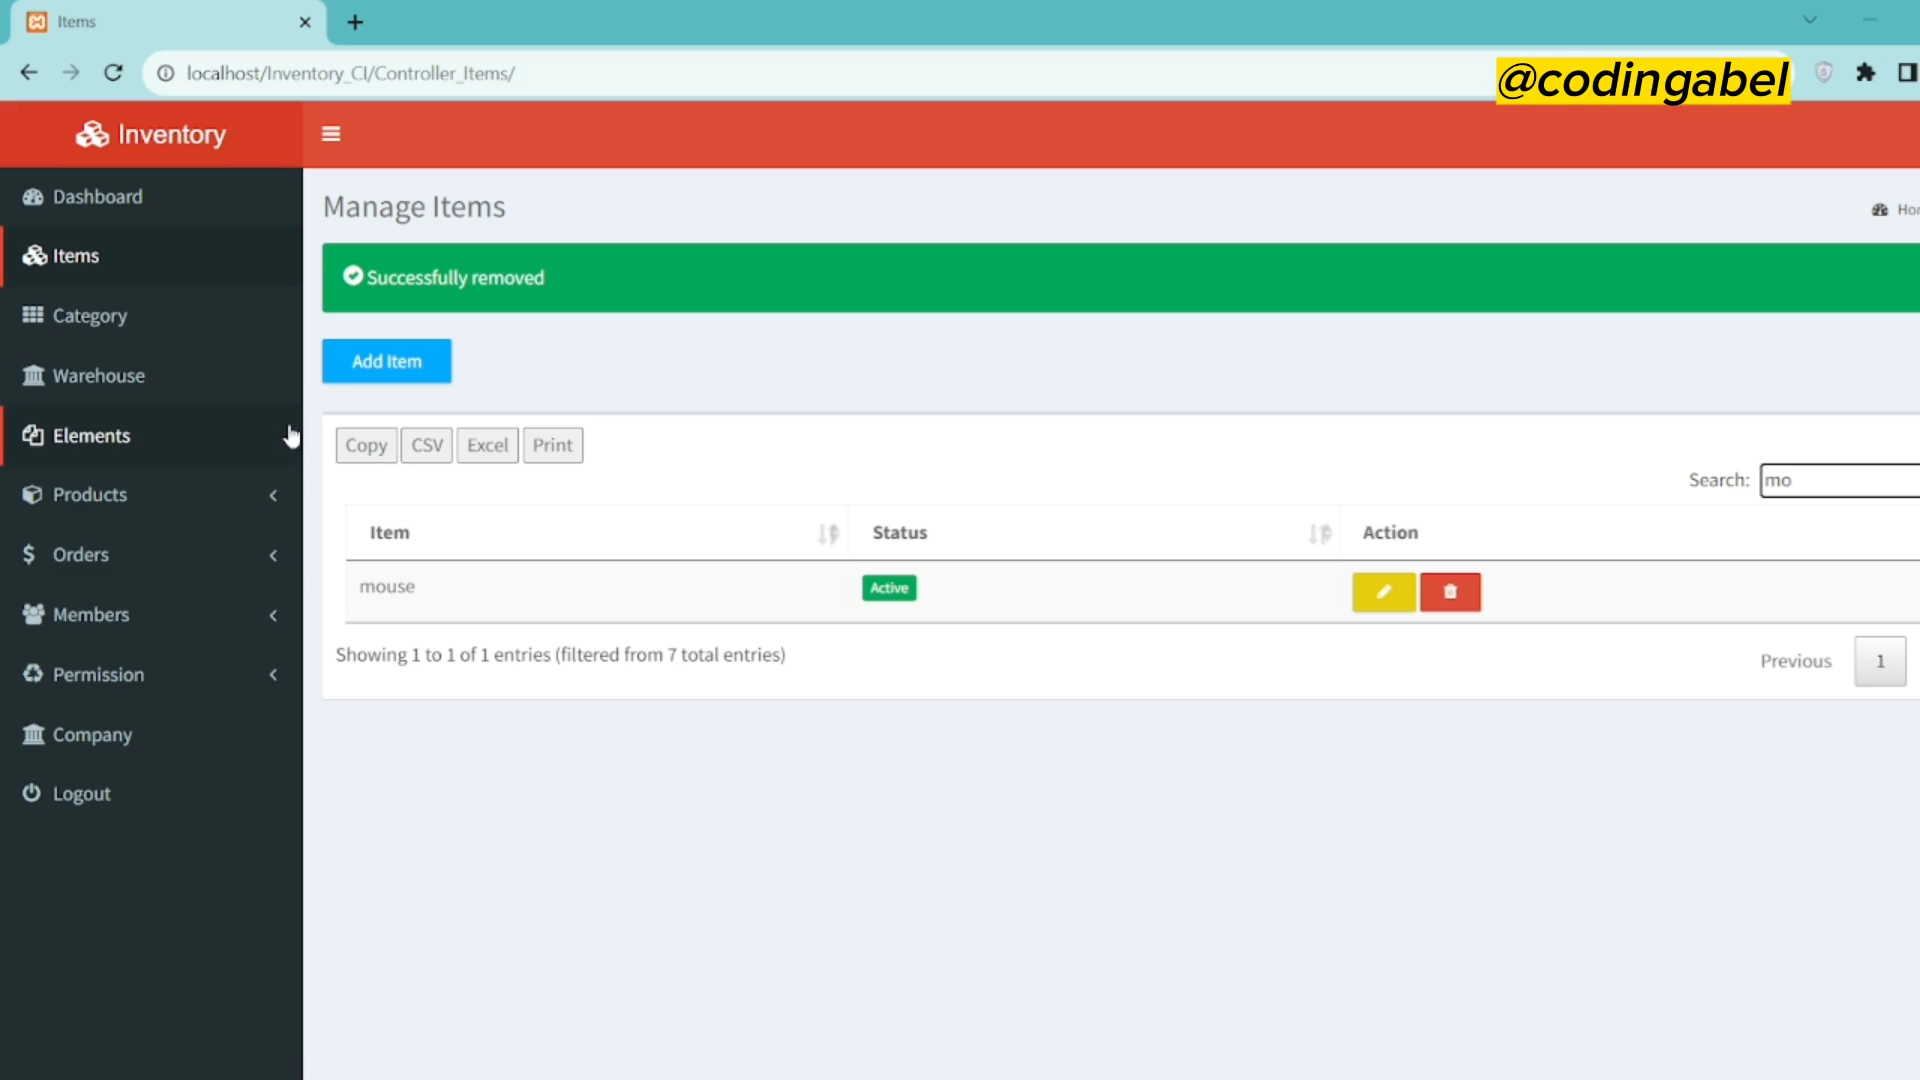 Items
localhost/Inventory_CI/Controller_Items/
@codingabel
Inventory
Dashboard
Items
Category
Warehouse
Elements
Products
Orders
Members
Permission
Company
Logout
Manage Items
Hor
Successfully removed
Add Item
Copy CSV Excel Print
Search: mo
Item Status Action
mouse Active
Showing 1 to 1 of 1 entries (filtered from 7 total entries)
Previous 1